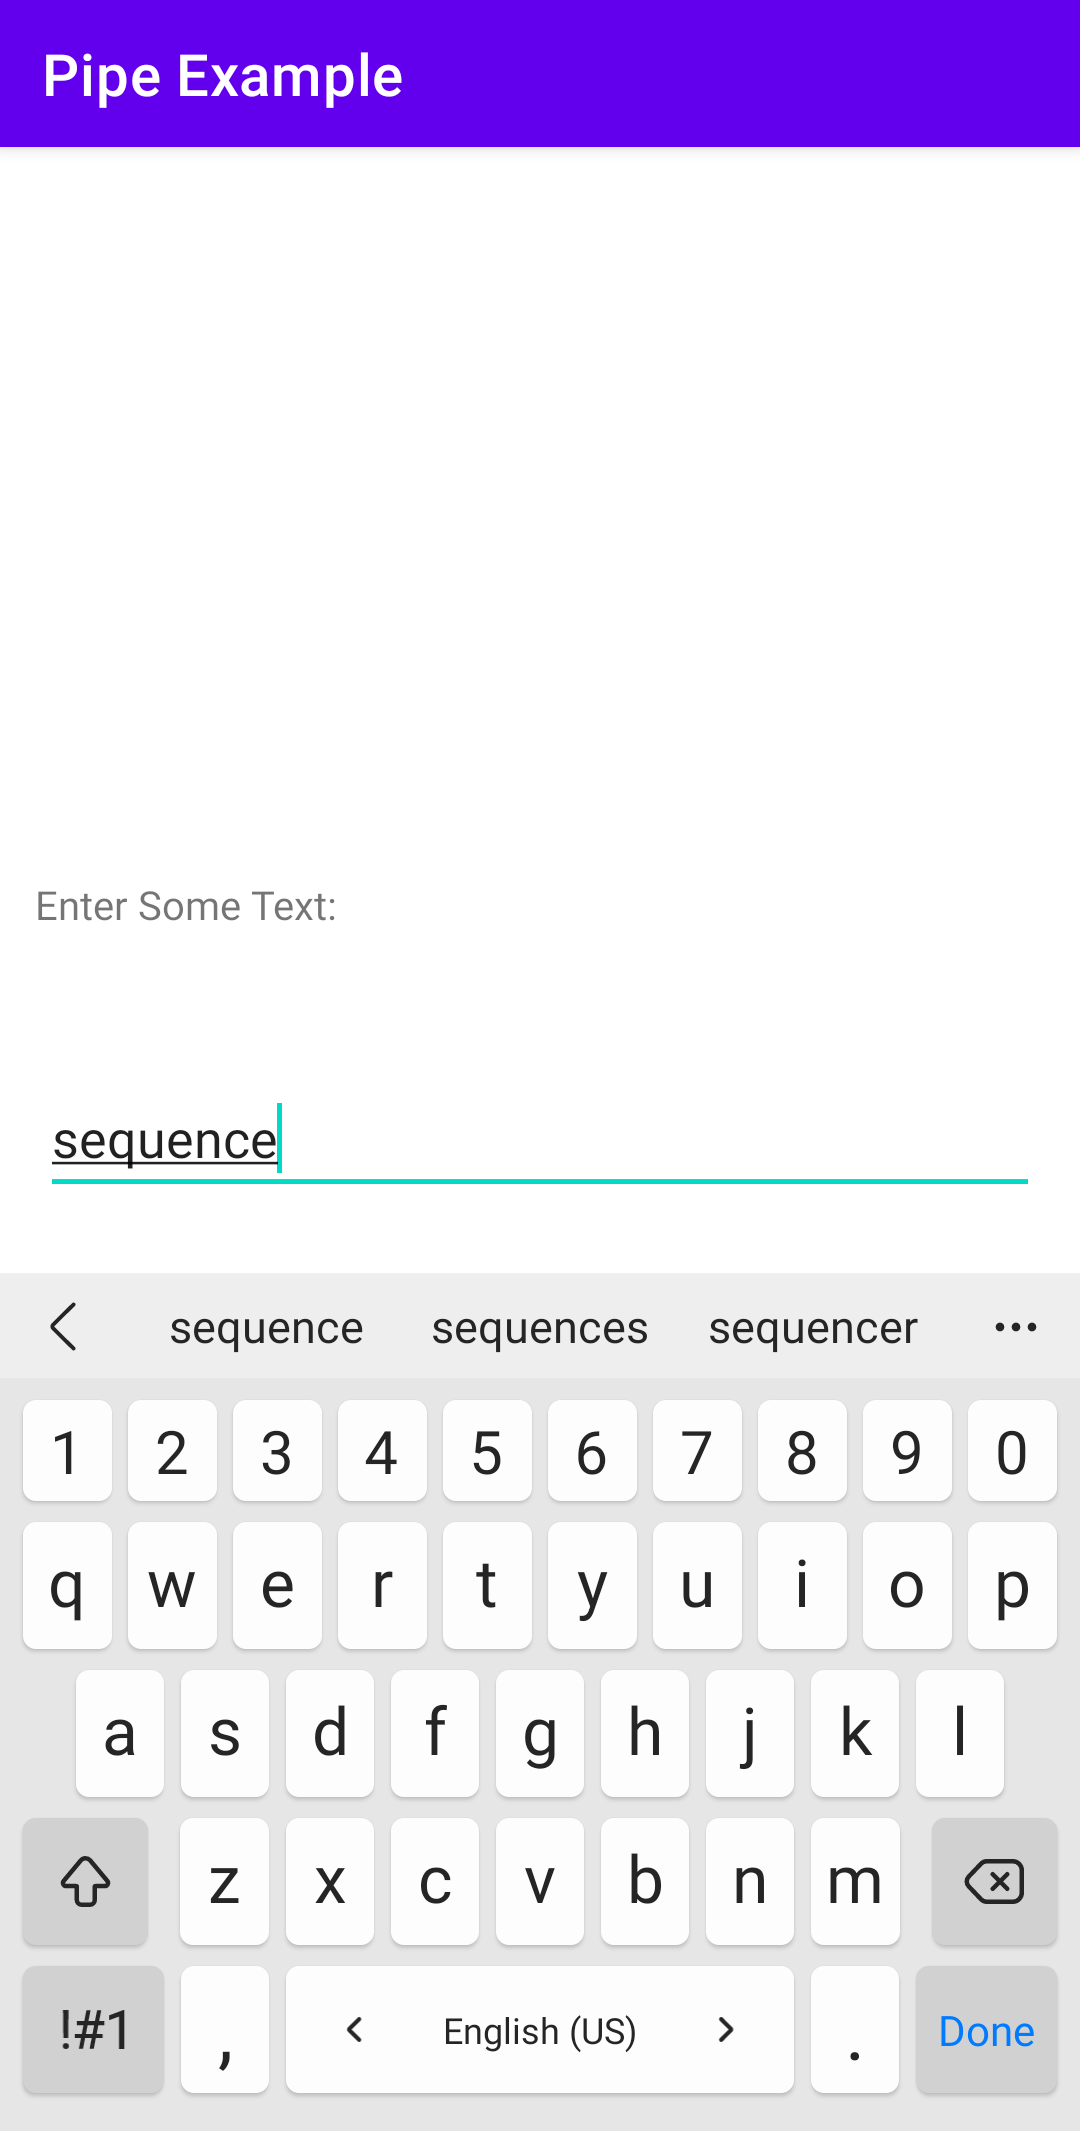 Pipe Example
Enter Some Text:
sequence
sequence sequences sequencer •••
1 2 3 4 5 6 7 8 9 0
q w e r t y u i o p
a s d f g h j k l
z x c v b n m
!#1 , English (US) . Done